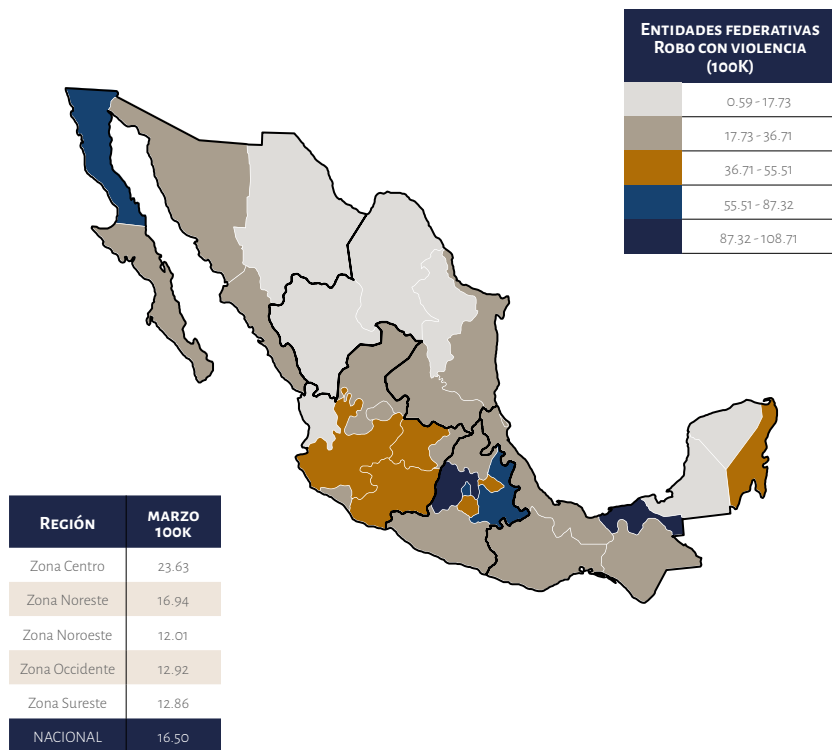 Entidades federativas
Robo con violencia
(100K)
0.59 - 17.73
17.73 - 36.71
36.71 - 55.51
55.51 - 87.32
87.32 - 108.71
Región marzo
100k
Zona Centro 23.63
Zona Noreste 16.94
Zona Noroeste 12.01
Zona Occidente 12.92
Zona Sureste 12.86
NACIONAL 16.50